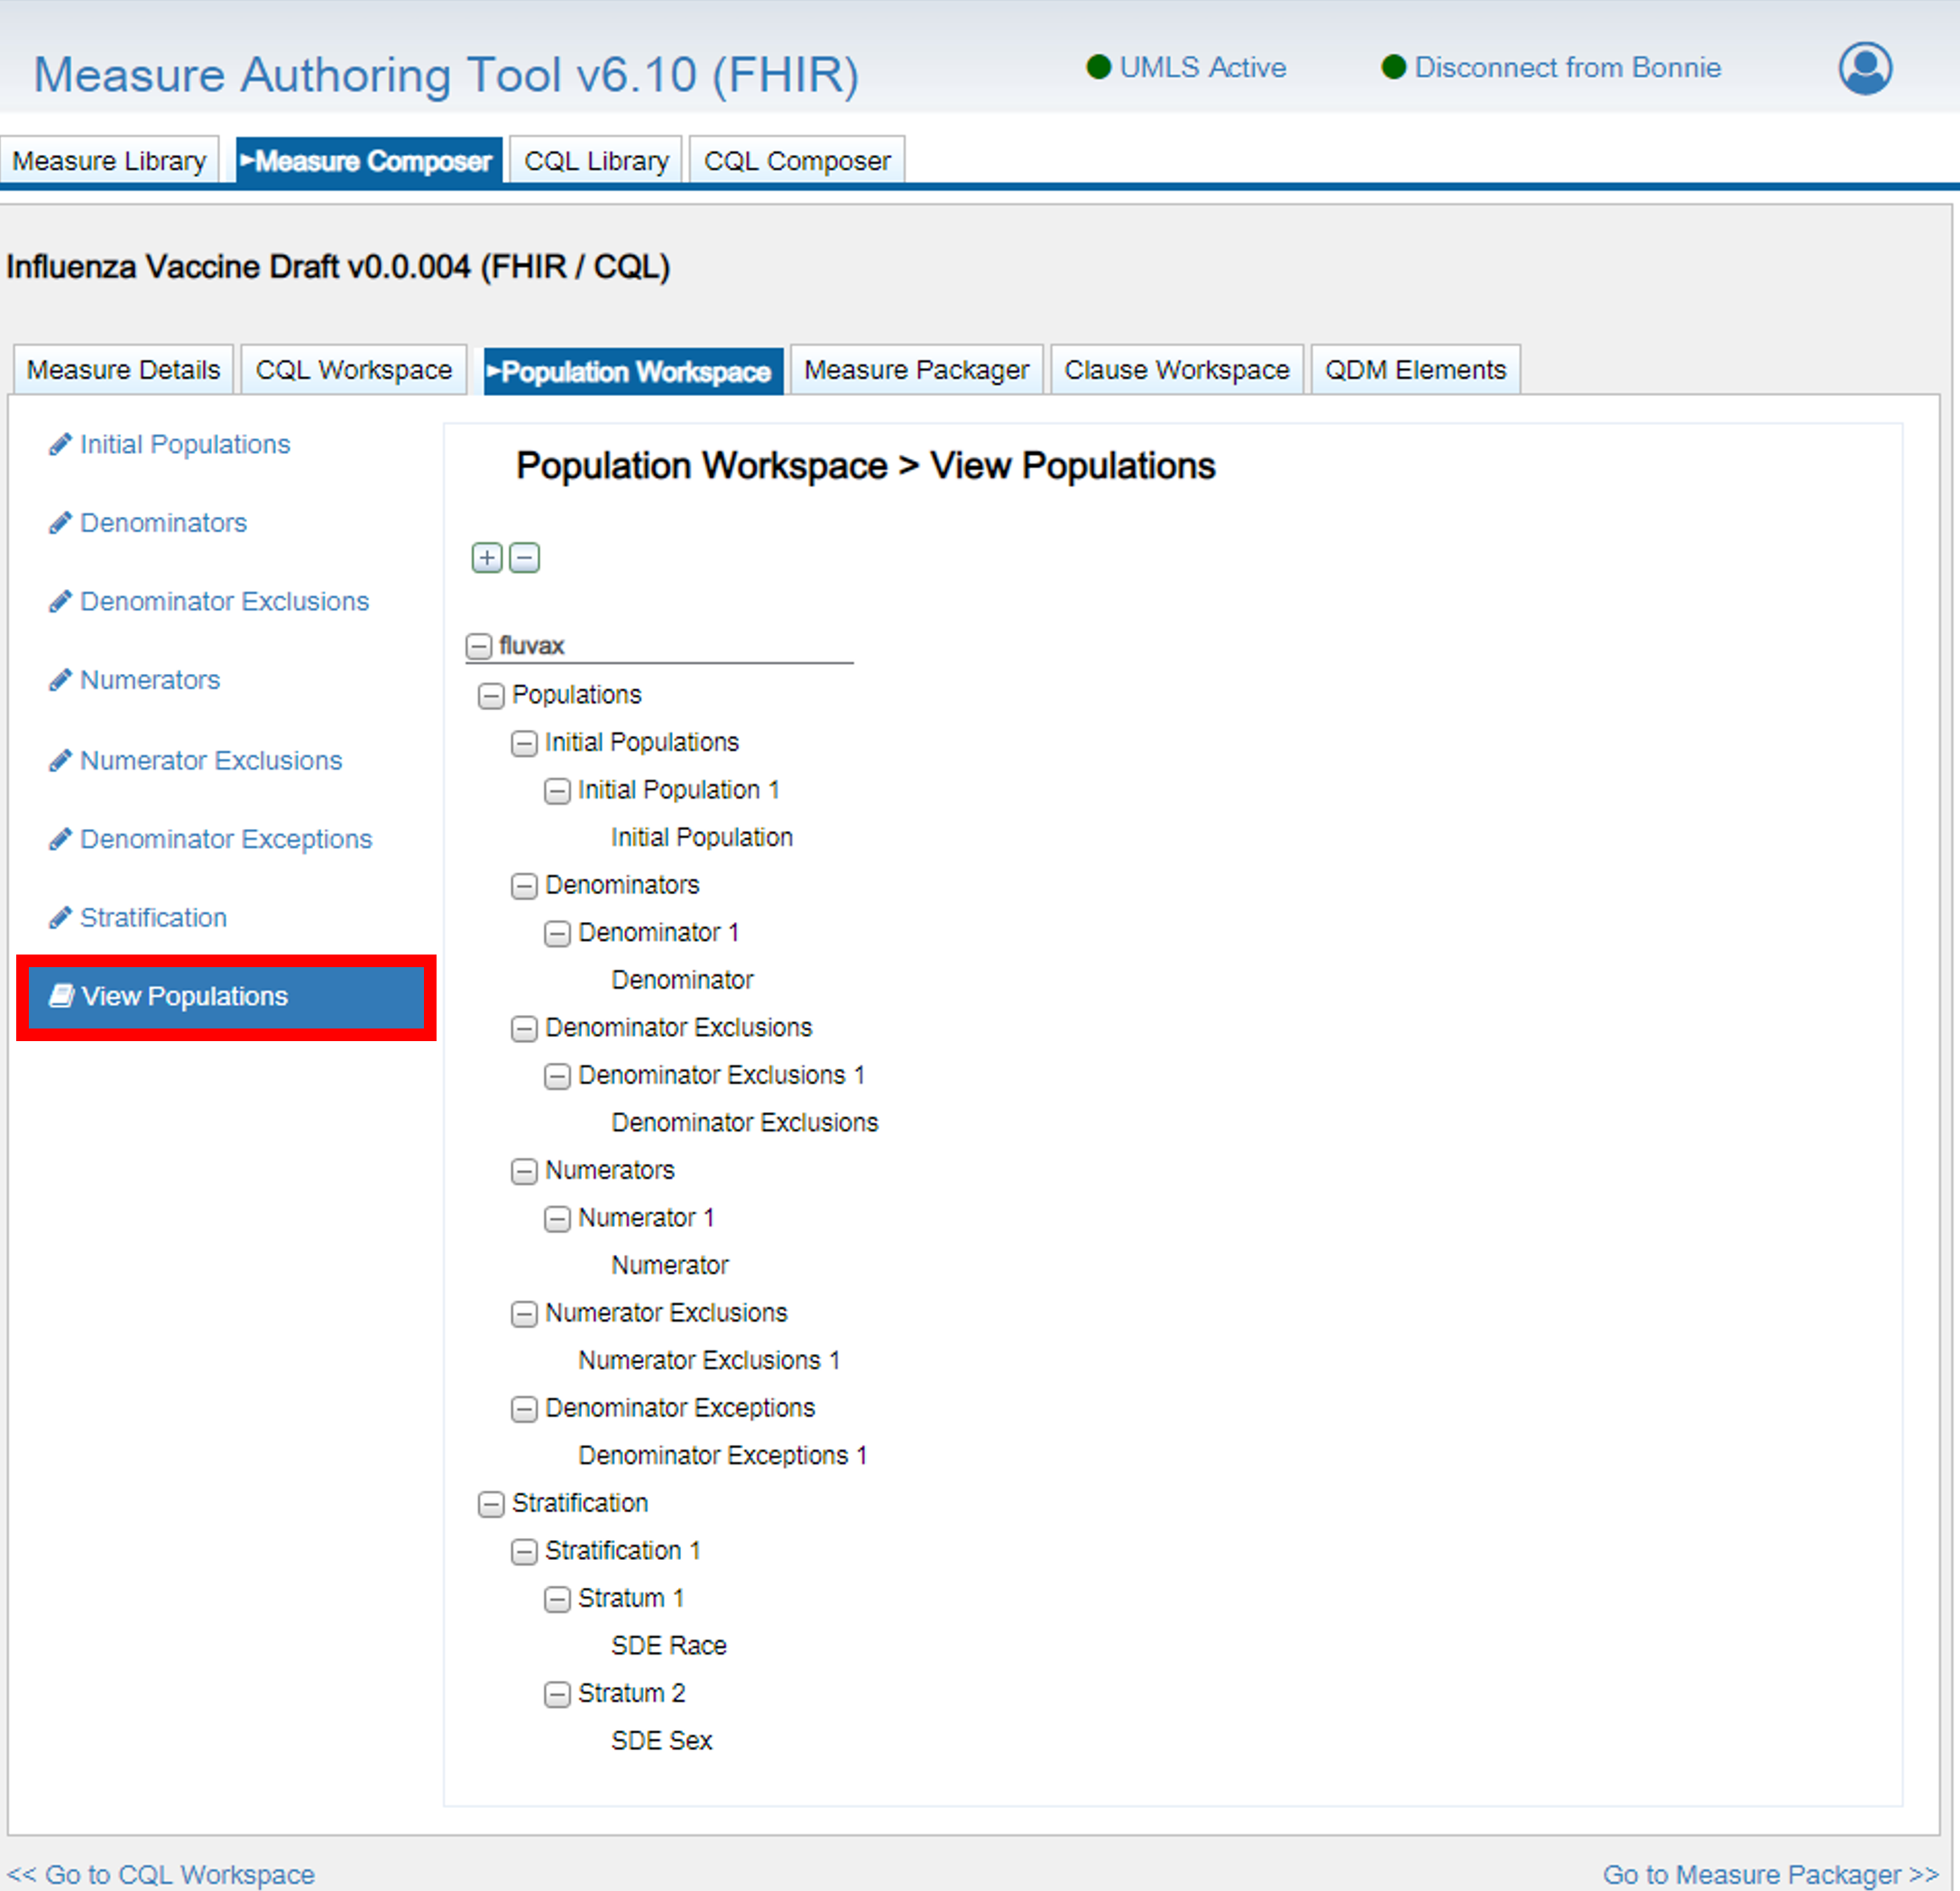 Measure Authoring Tool v6.10 (FHIR)
UMLS Active
Disconnect from Bonnie
Measure Library
Measure Composer
CQL Library
CQL Composer
Influenza Vaccine Draft v0.0.004 (FHIR / CQL)
Measure Details
CQL Workspace
Population Workspace
Measure Packager
Clause Workspace
QDM Elements
Initial Populations
Denominators
Denominator Exclusions
Numerators
Numerator Exclusions
Denominator Exceptions
Stratification
View Populations
Population Workspace > View Populations
fluvax
Populations
Initial Populations
Initial Population 1
Initial Population
Denominators
Denominator 1
Denominator
Denominator Exclusions
Denominator Exclusions 1
Denominator Exclusions
Numerators
Numerator 1
Numerator
Numerator Exclusions
Numerator Exclusions 1
Denominator Exceptions
Denominator Exceptions 1
Stratification
Stratification 1
Stratum 1
SDE Race
Stratum 2
SDE Sex
<< Go to CQL Workspace
Go to Measure Packager >>